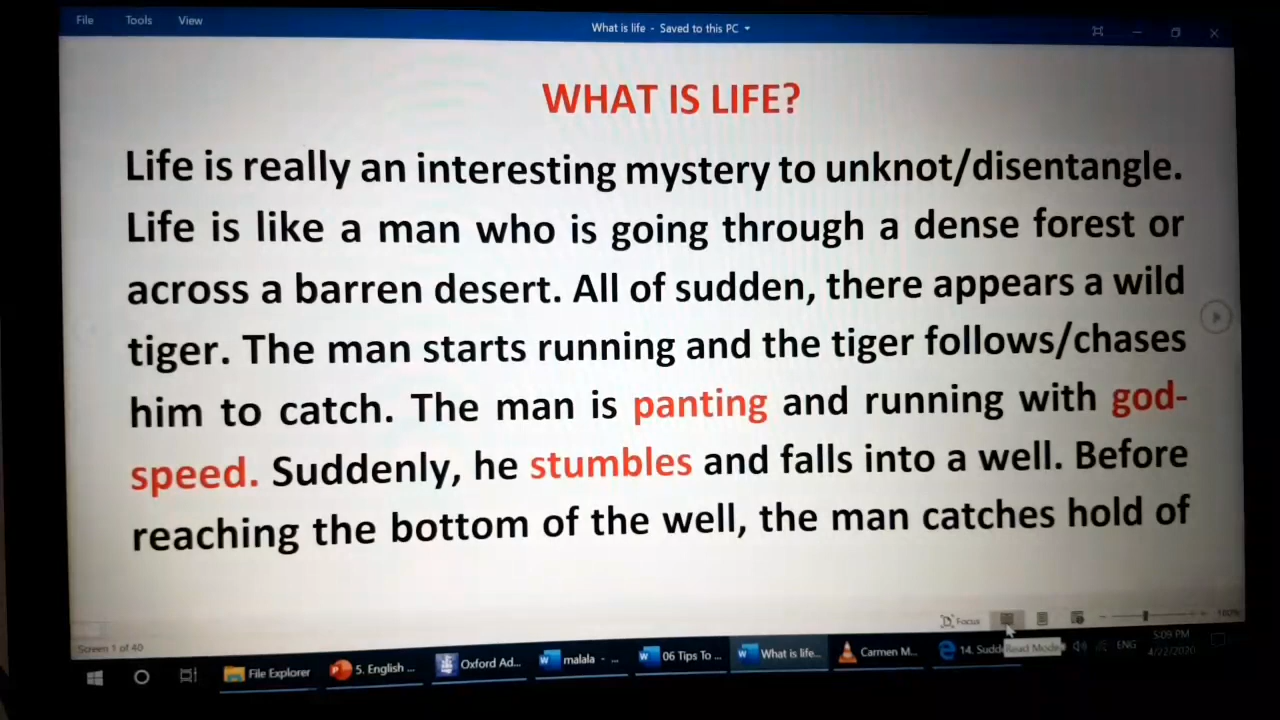 File Tools View
What is life - Saved to this PC
WHAT IS LIFE?
Life is really an interesting mystery to unknot/disentangle.
Life is like a man who is going through a dense forest or
across a barren desert. All of sudden, there appears a wild
tiger. The man starts running and the tiger follows/chases
him to catch. The man is panting and running with god-
speed. Suddenly, he stumbles and falls into a well. Before
reaching the bottom of the well, the man catches hold of
Focus 160%
Screen 1 of 40
File Explorer 5. English ... Oxford Ad... malala - ... 06 Tips To ... What is life... Carmen M... 14. Sudd Read Mode ENG 5:09 PM
4/22/2020